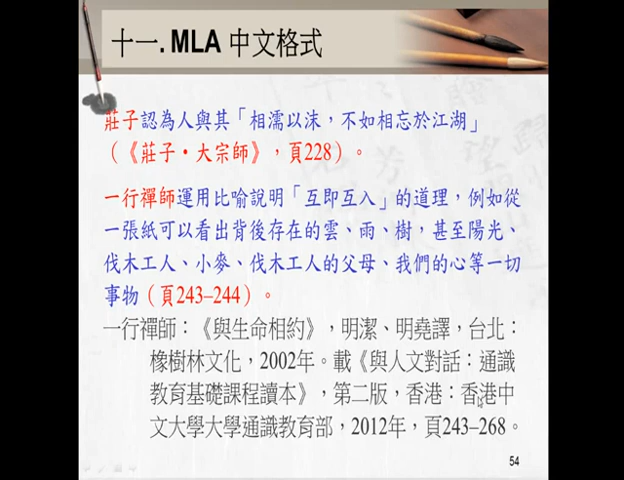 十一. MLA 中文格式
莊子認為人與其「相濡以沫，不如相忘於江湖」
（《莊子·大宗師》，頁228）。
一行禪師運用比喻說明「互即互入」的道理，例如從
一張紙可以看出背後存在的雲、雨、樹，甚至陽光、
伐木工人、小麥、伐木工人的父母、我們的心等一切
事物（頁243–244）。
一行禪師：《與生命相約》，明潔、明堯譯，台北：
橡樹林文化，2002年。載《與人文對話：通識
教育基礎課程讀本》，第二版，香港：香港中
文大學大學通識教育部，2012年，頁243–268。
54